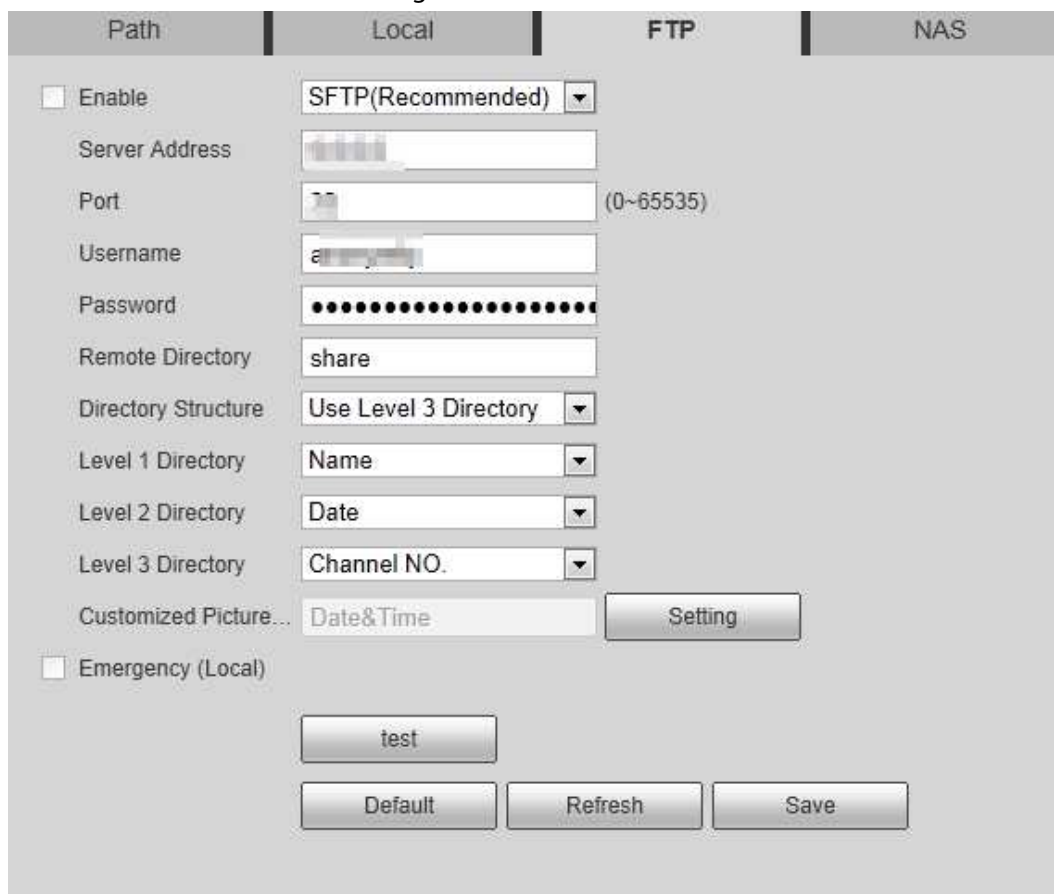 Path Local FTP NAS
Enable SFTP(Recommended)
Server Address
Port (0~65535)
Username
Password ●●●●●●●●●●●●●●●●●●●●
Remote Directory share
Directory Structure Use Level 3 Directory
Level 1 Directory Name
Level 2 Directory Date
Level 3 Directory Channel NO.
Customized Picture... Date&Time Setting
Emergency (Local)
test
Default Refresh Save